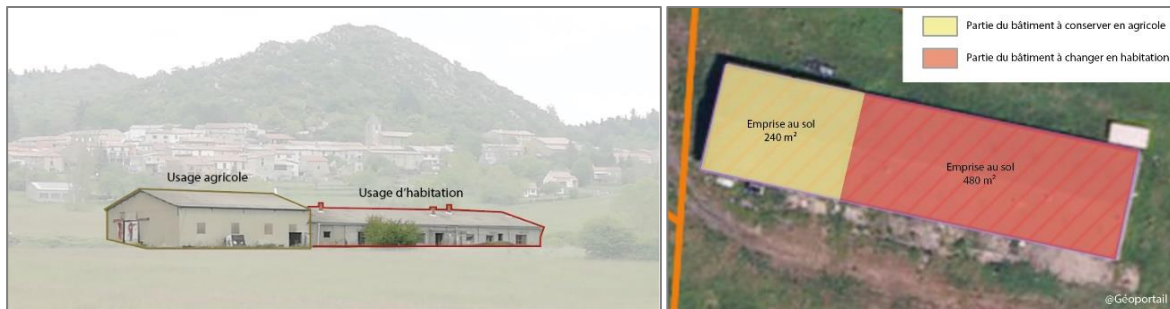 Usage agricole
Usage d'habitation
Partie du bâtiment à conserver en agricole
Partie du bâtiment à changer en habitation
Emprise au sol
240 m²
Emprise au sol
480 m²
@Géoportail